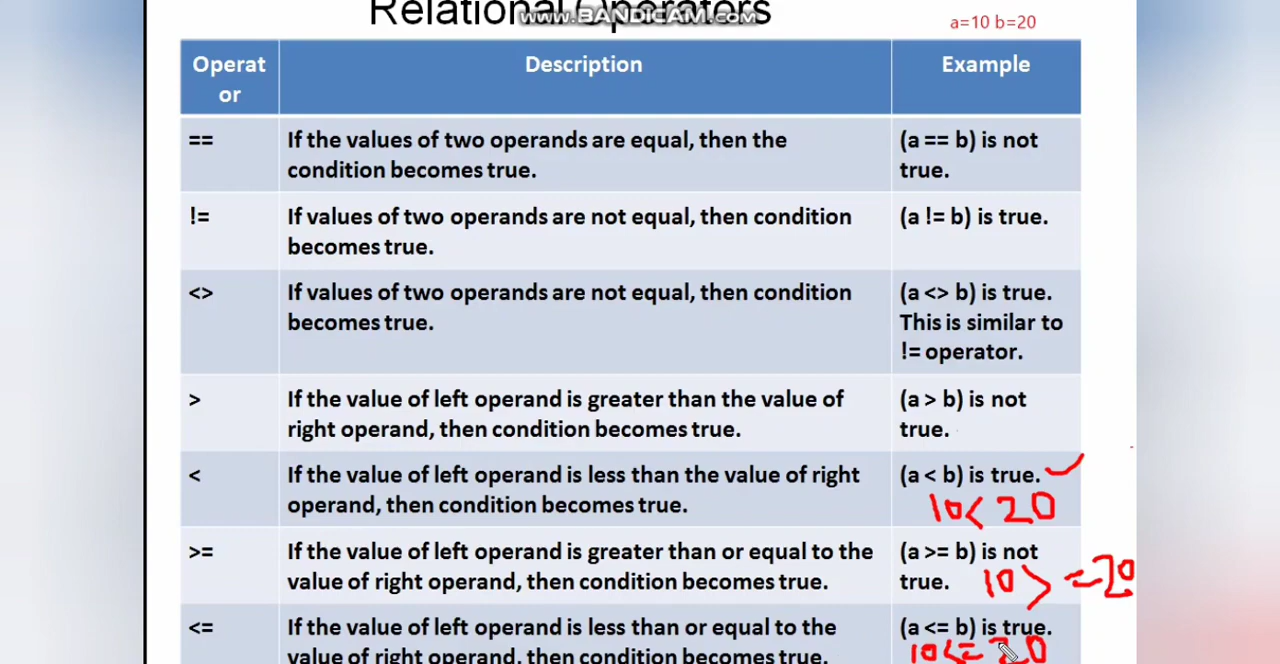 Relational Operators
www.BANDICAM.com
a=10 b=20
Operat
or
Description
Example
==
If the values of two operands are equal, then the
condition becomes true.
(a == b) is not
true.
!=
If values of two operands are not equal, then condition
becomes true.
(a != b) is true.
<>
If values of two operands are not equal, then condition
becomes true.
(a <> b) is true.
This is similar to
!= operator.
>
If the value of left operand is greater than the value of
right operand, then condition becomes true.
(a > b) is not
true.
<
If the value of left operand is less than the value of right
operand, then condition becomes true.
(a < b) is true.
10< 20
>=
If the value of left operand is greater than or equal to the
value of right operand, then condition becomes true.
(a >= b) is not
true.
10 > =20
<=
If the value of left operand is less than or equal to the
value of right operand, then condition becomes true.
(a <= b) is true.
10<= 20